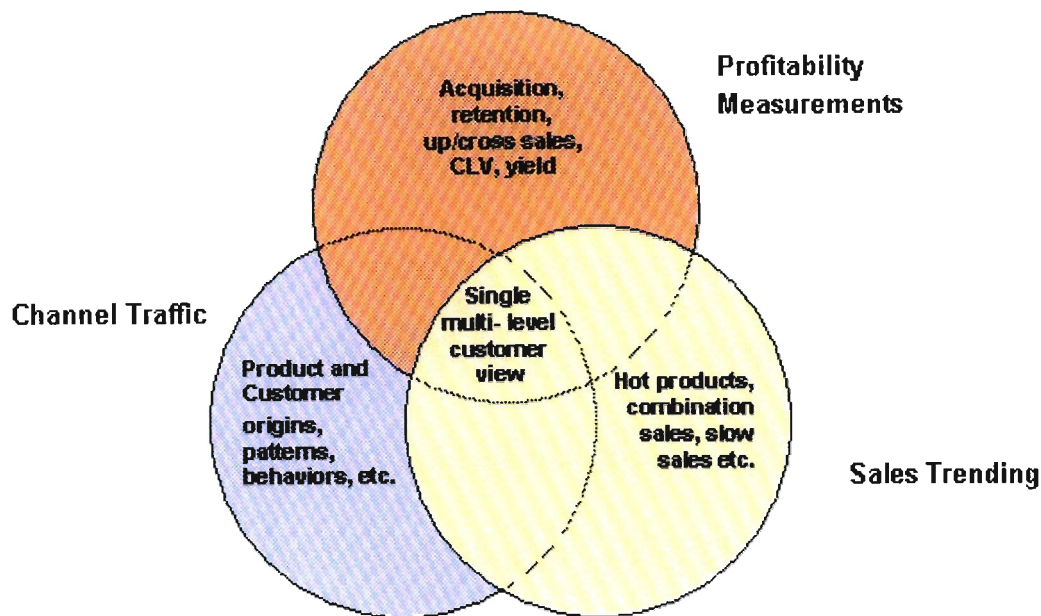 Profitability
Measurements
Acquisition,
retention,
up/cross sales,
CLV, yield
Channel Traffic
Single
multi- level
customer
view
Product and
Customer
origins,
patterns,
behaviors, etc.
Hot products,
combination
sales, slow
sales etc.
Sales Trending